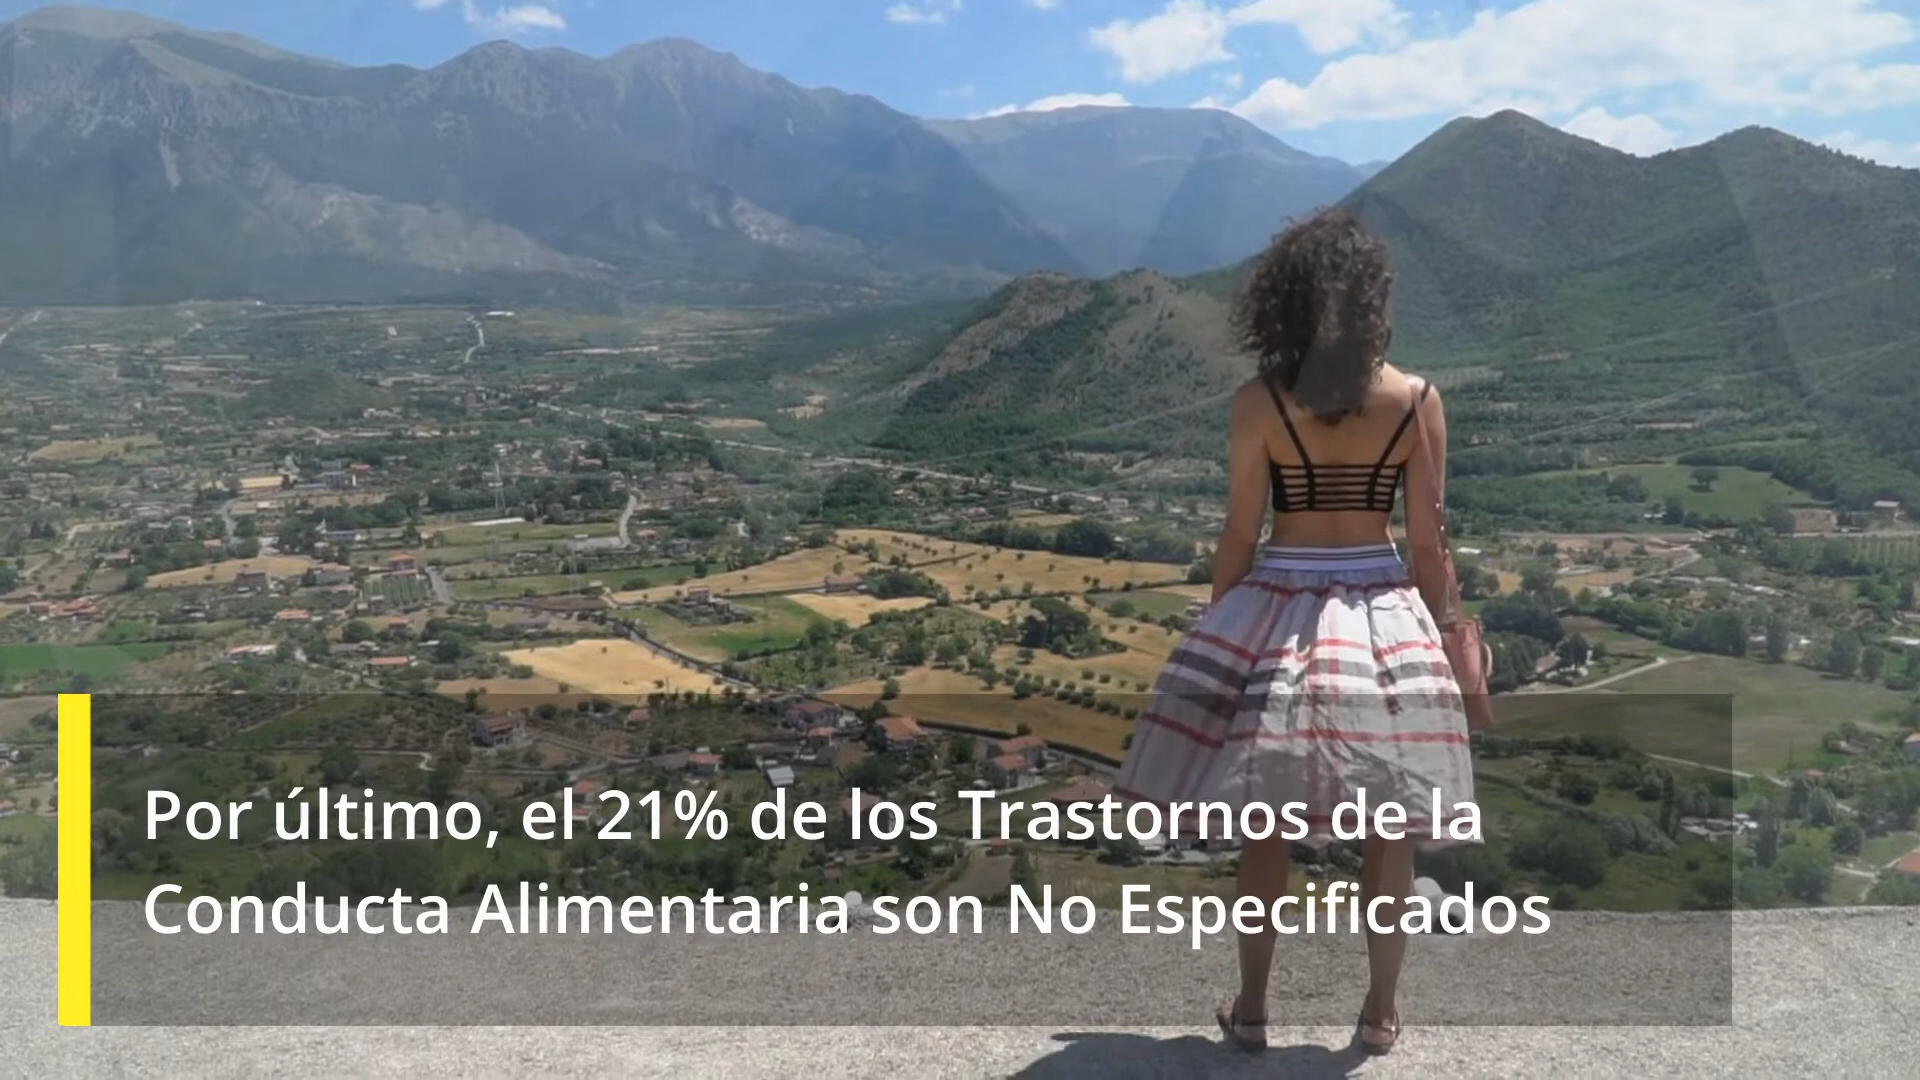 Por último, el 21% de los Trastornos de la
Conducta Alimentaria son No Especificados